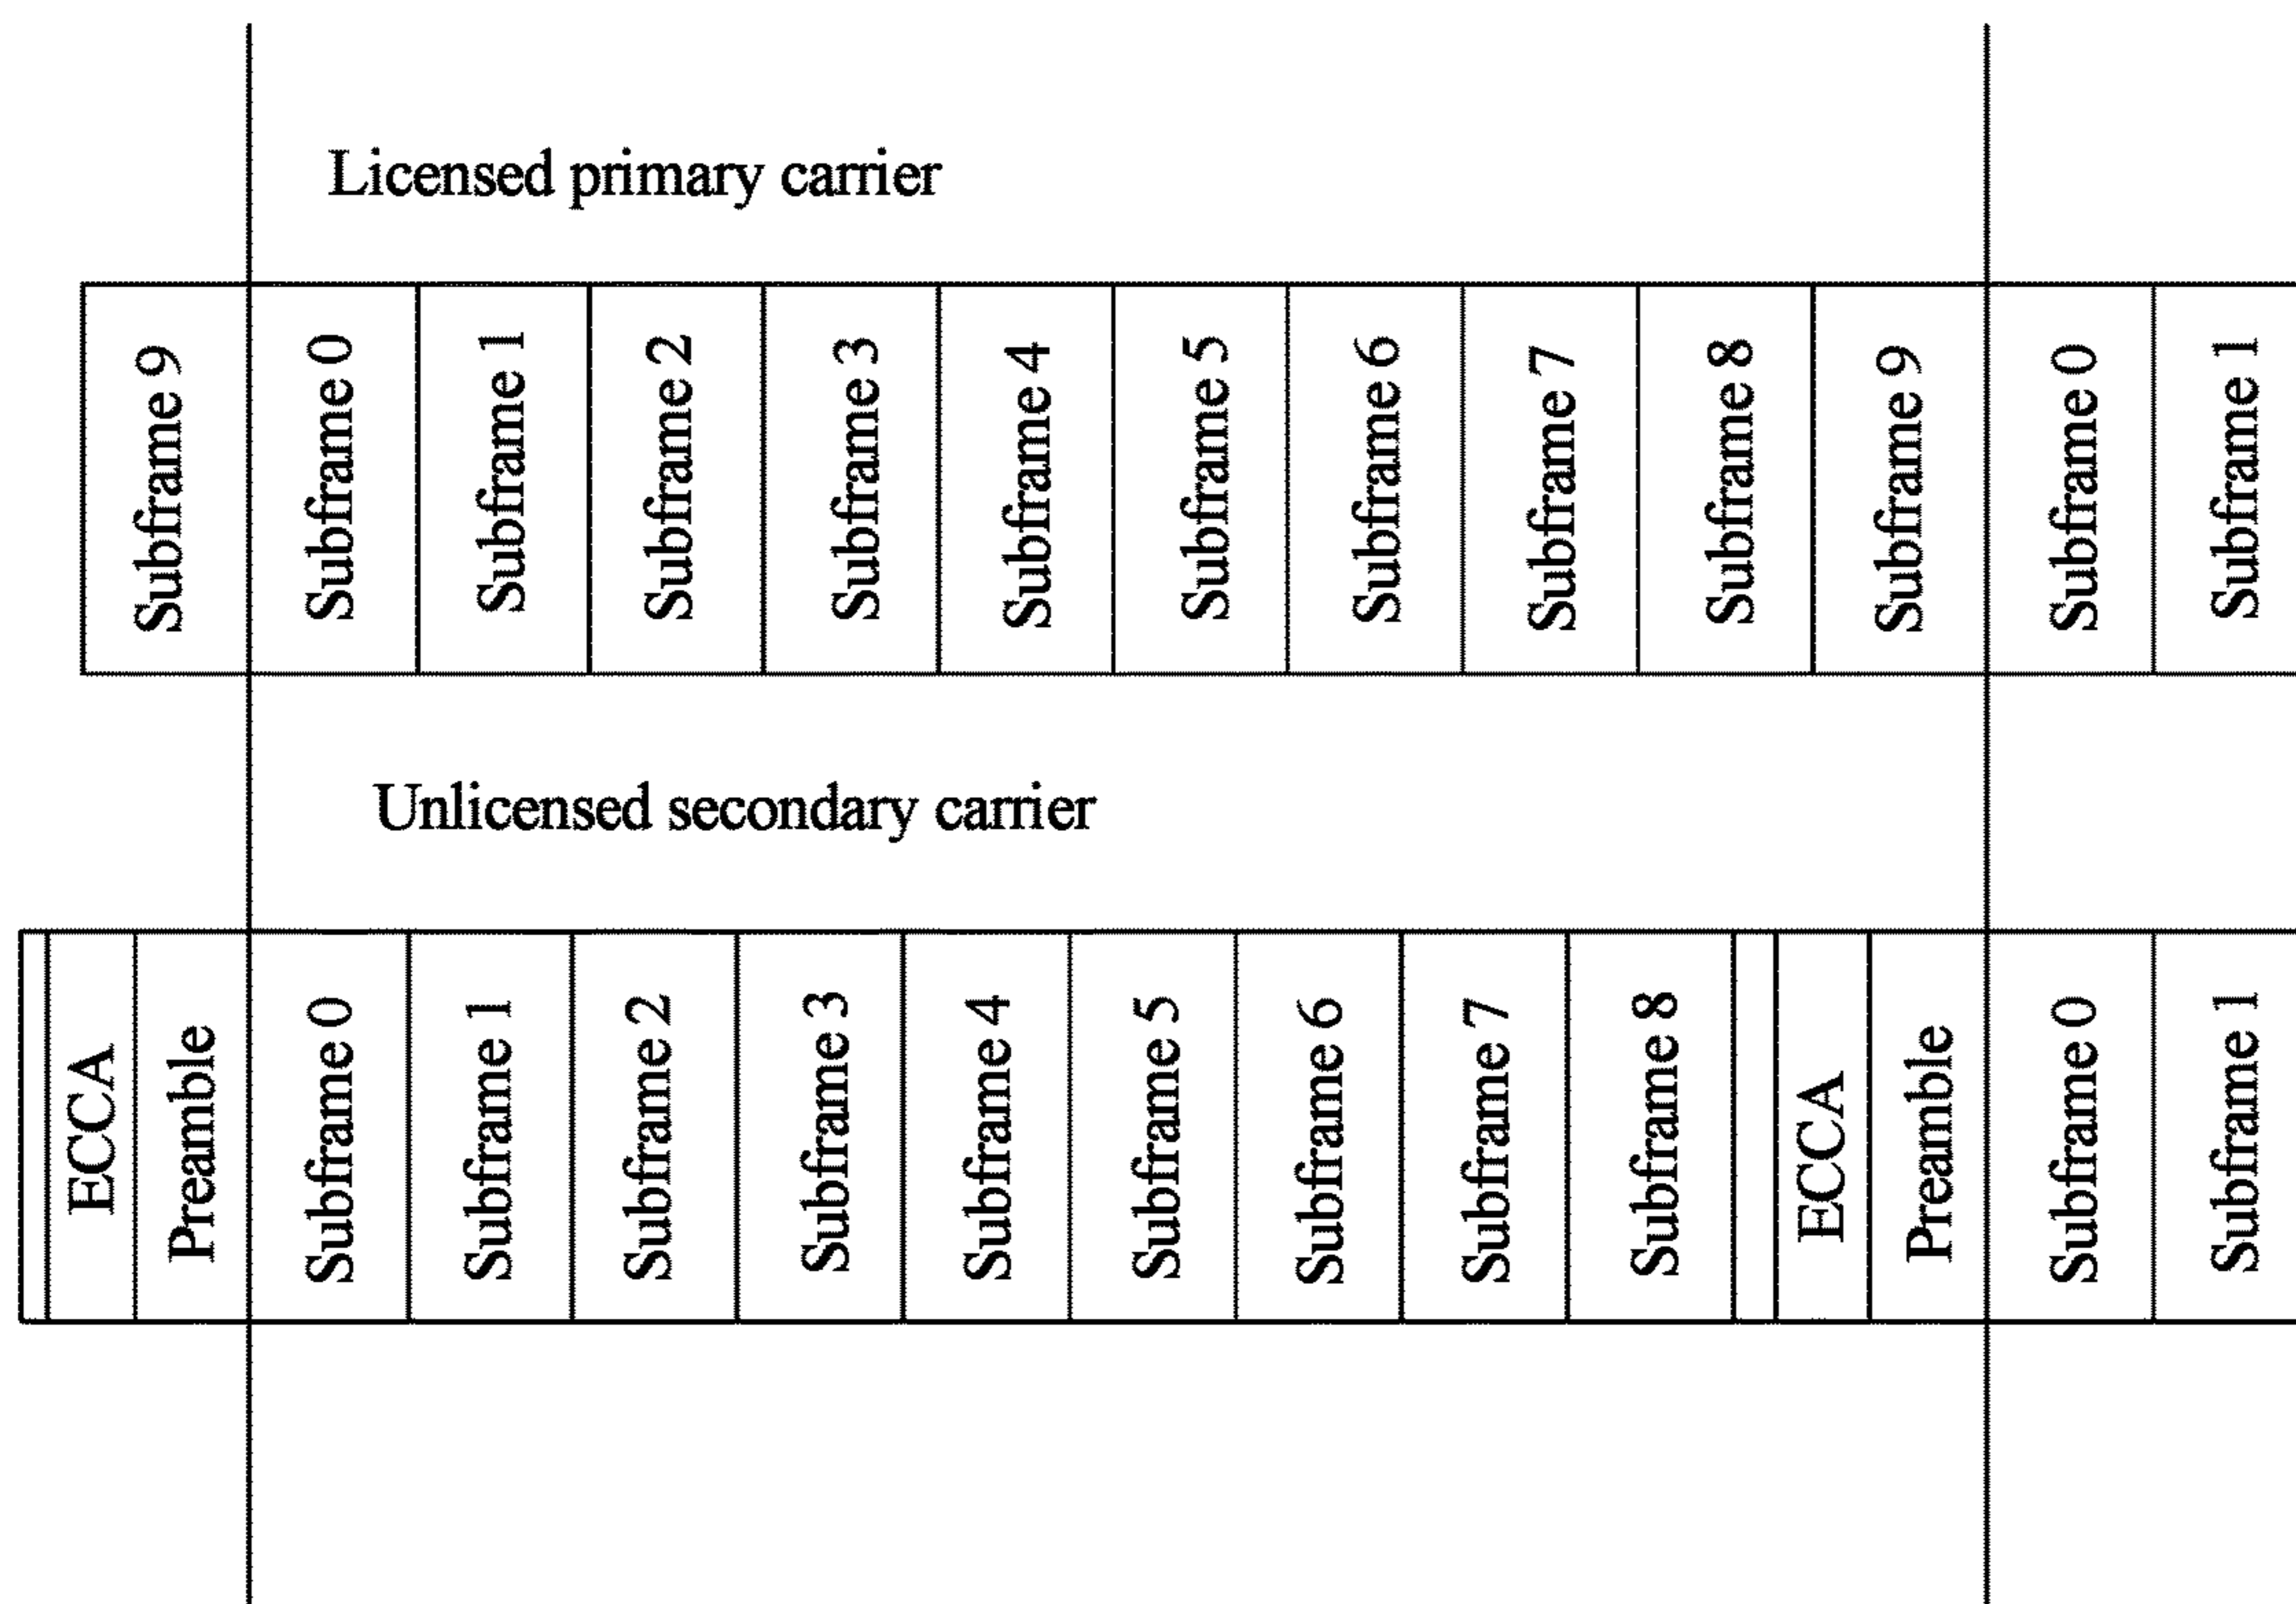 Licensed primary carrier
Subframe 9
Subframe 0
Subframe 1
Subframe 2
Subframe 3
Subframe 4
Subframe 5
Subframe 6
Subframe 7
Subframe 8
Subframe 9
Subframe 0
Subframe 1
Unlicensed secondary carrier
ECCA
Preamble
Subframe 0
Subframe 1
Subframe 2
Subframe 3
Subframe 4
Subframe 5
Subframe 6
Subframe 7
Subframe 8
ECCA
Preamble
Subframe 0
Subframe 1